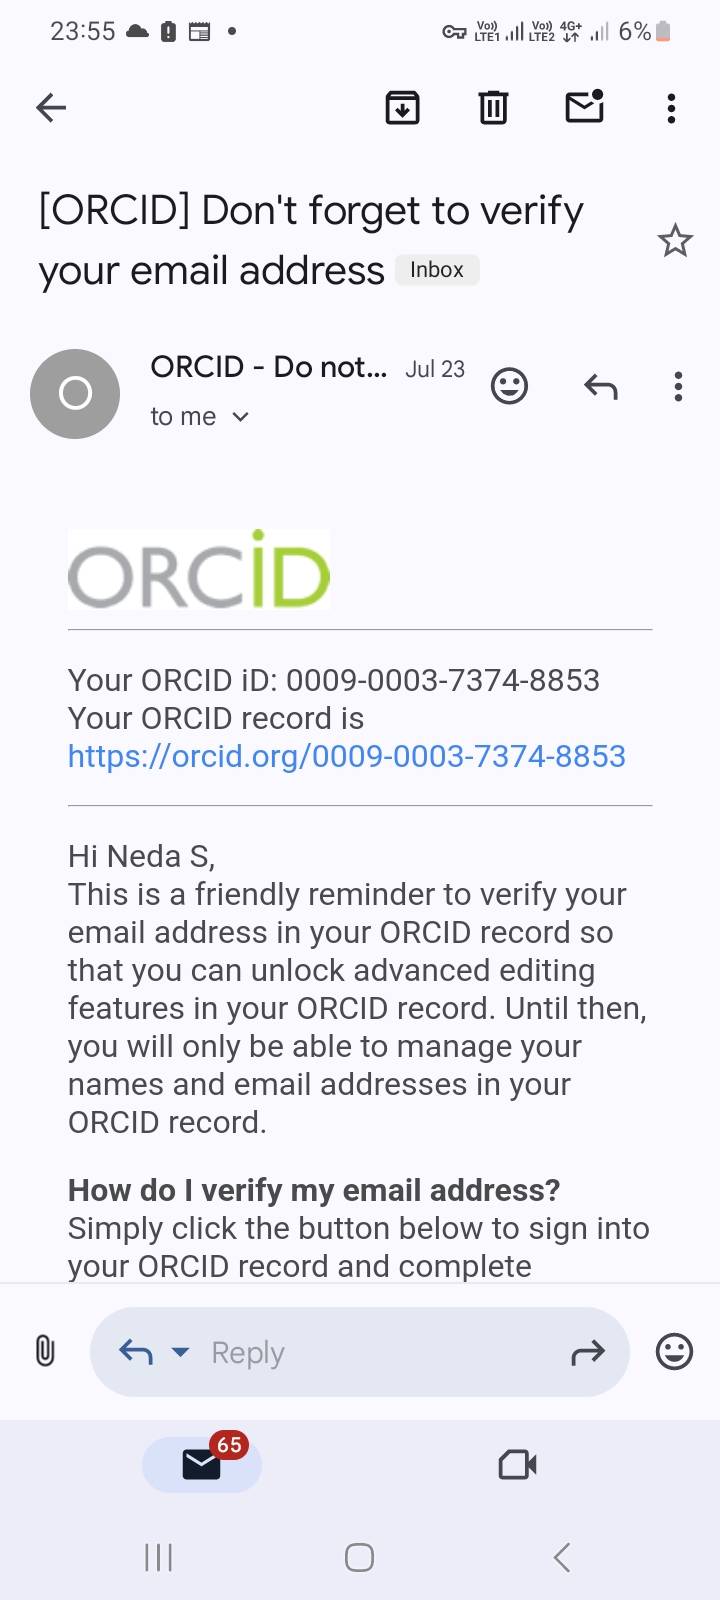 23:55
Vo)) LTE1 Vo)) LTE2 4G+ 6%
[ORCID] Don't forget to verify
your email address Inbox
O
ORCID - Do not... Jul 23
to me
ORCID
Your ORCID iD: 0009-0003-7374-8853
Your ORCID record is
https://orcid.org/0009-0003-7374-8853
Hi Neda S,
This is a friendly reminder to verify your
email address in your ORCID record so
that you can unlock advanced editing
features in your ORCID record. Until then,
you will only be able to manage your
names and email addresses in your
ORCID record.
How do I verify my email address?
Simply click the button below to sign into
your ORCID record and complete
Reply
65